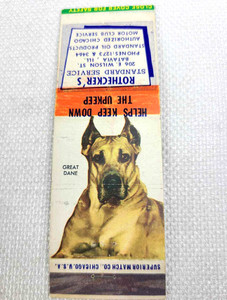 CLOSE COVER FOR SAFETY
ROTHECKER'S
STANDARD SERVICE
206 E. WILSON ST.
BATAVIA, ILL.
PHONES: 1273 & 3464
STANDARD OIL PRODUCTS
AUTHORIZED CHICAGO
MOTOR CLUB SERVICE
HELPS KEEP DOWN
THE UPKEEP
GREAT
DANE
SUPERIOR MATCH CO., CHICAGO, U.S.A.